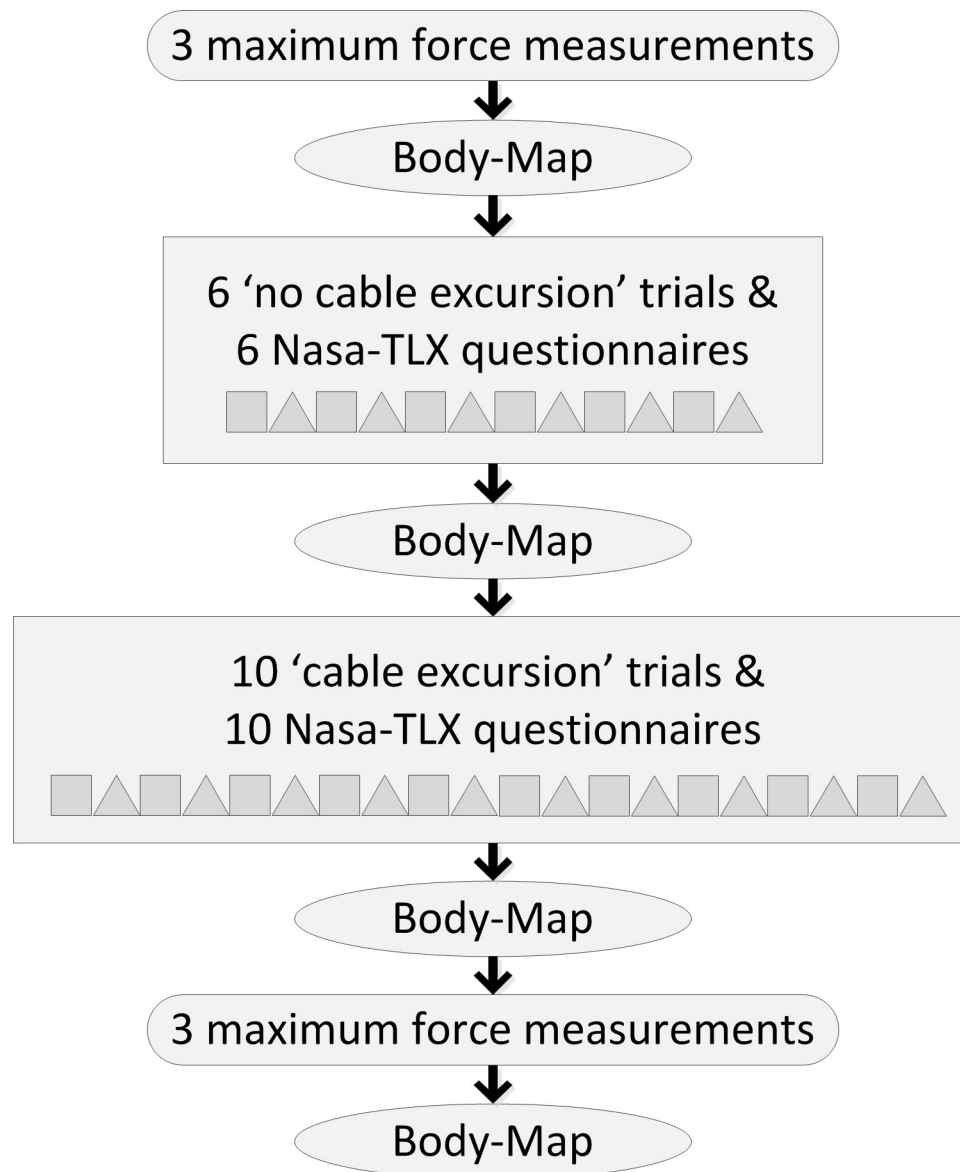 3 maximum force measurements
Body-Map
6 ‘no cable excursion’ trials &
6 Nasa-TLX questionnaires
Body-Map
10 ‘cable excursion’ trials &
10 Nasa-TLX questionnaires
Body-Map
3 maximum force measurements
Body-Map